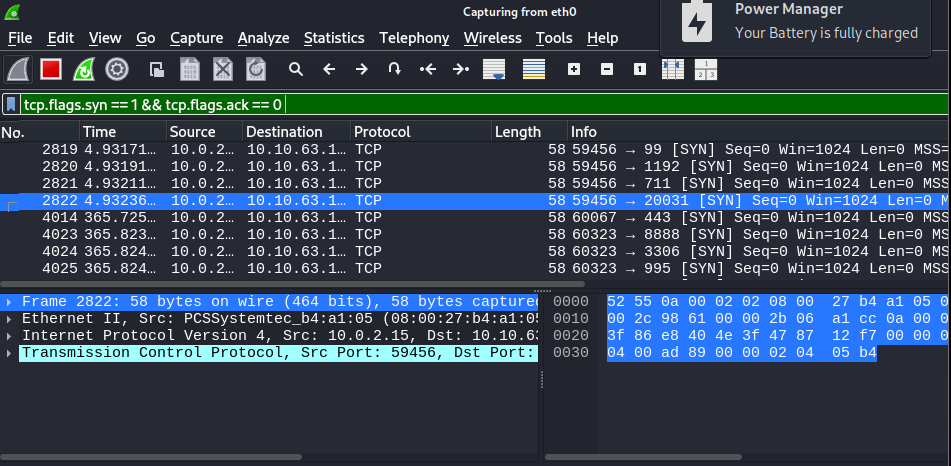 Capturing from eth0
Power Manager
Your Battery is fully charged
File Edit View Go Capture Analyze Statistics Telephony Wireless Tools Help
tcp.flags.syn == 1 && tcp.flags.ack == 0
No. Time Source Destination Protocol Length Info
2819 4.93171… 10.0.2… 10.10.63.1… TCP 58 59456 → 99 [SYN] Seq=0 Win=1024 Len=0 MSS=
2820 4.93191… 10.0.2… 10.10.63.1… TCP 58 59456 → 1192 [SYN] Seq=0 Win=1024 Len=0 MS
2821 4.93211… 10.0.2… 10.10.63.1… TCP 58 59456 → 711 [SYN] Seq=0 Win=1024 Len=0 MSS
2822 4.93236… 10.0.2… 10.10.63.1… TCP 58 59456 → 20031 [SYN] Seq=0 Win=1024 Len=0 M
4014 365.725… 10.0.2… 10.10.63.1… TCP 58 60067 → 443 [SYN] Seq=0 Win=1024 Len=0 MSS
4023 365.823… 10.0.2… 10.10.63.1… TCP 58 60323 → 8888 [SYN] Seq=0 Win=1024 Len=0 MS
4024 365.824… 10.0.2… 10.10.63.1… TCP 58 60323 → 3306 [SYN] Seq=0 Win=1024 Len=0 MS
4025 365.824… 10.0.2… 10.10.63.1… TCP 58 60323 → 995 [SYN] Seq=0 Win=1024 Len=0 MSS
Frame 2822: 58 bytes on wire (464 bits), 58 bytes captured
Ethernet II, Src: PCSSystemtec_b4:a1:05 (08:00:27:b4:a1:05
Internet Protocol Version 4, Src: 10.0.2.15, Dst: 10.10.63
Transmission Control Protocol, Src Port: 59456, Dst Port:
0000 52 55 0a 00 02 02 08 00 27 b4 a1 05 0
0010 00 2c 98 61 00 00 2b 06 a1 cc 0a 00 0
0020 3f 86 e8 40 4e 3f 47 87 12 f7 00 00 0
0030 04 00 ad 89 00 00 02 04 05 b4